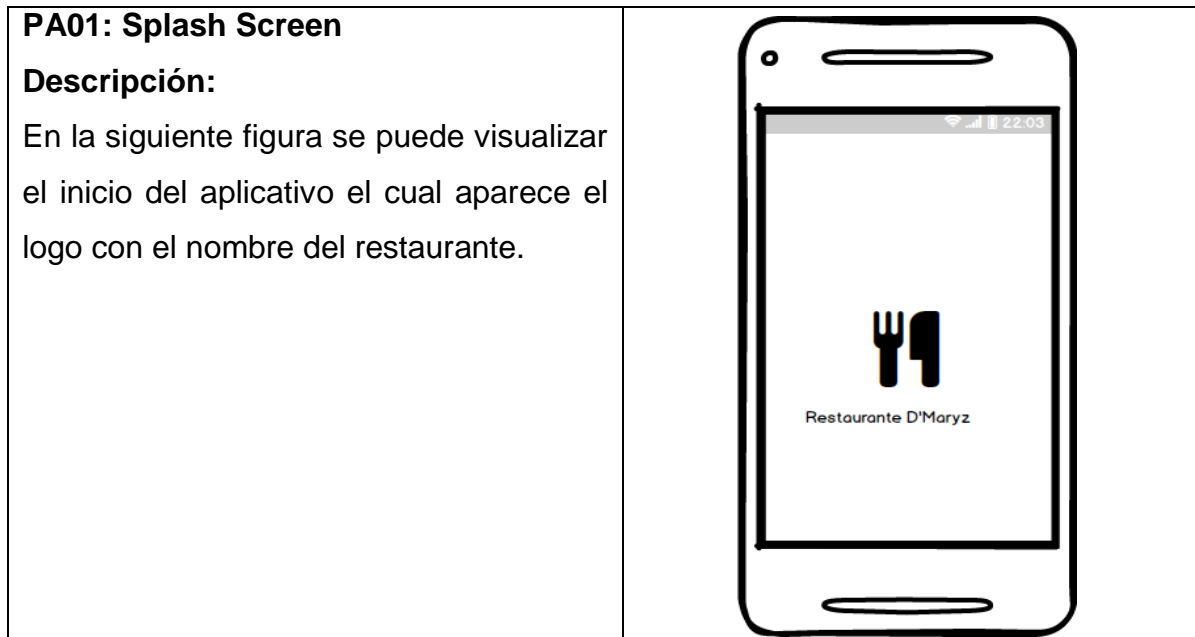 PA01: Splash Screen
Descripción:
En la siguiente figura se puede visualizar
el inicio del aplicativo el cual aparece el
logo con el nombre del restaurante.
22:03
Restaurante D'Maryz